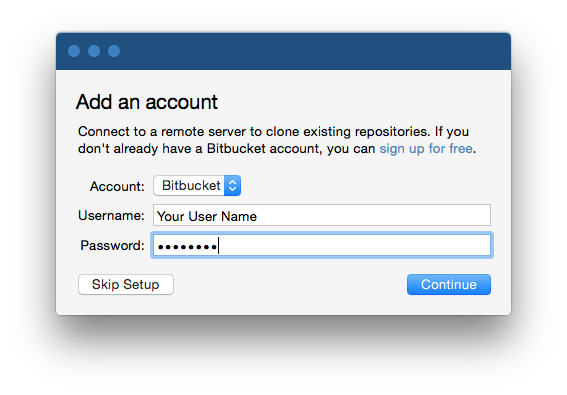 Add an account
Connect to a remote server to clone existing repositories. If you
don't already have a Bitbucket account, you can sign up for free.
Account: Bitbucket
Username: Your User Name
Password: ••••••••
Skip Setup Continue